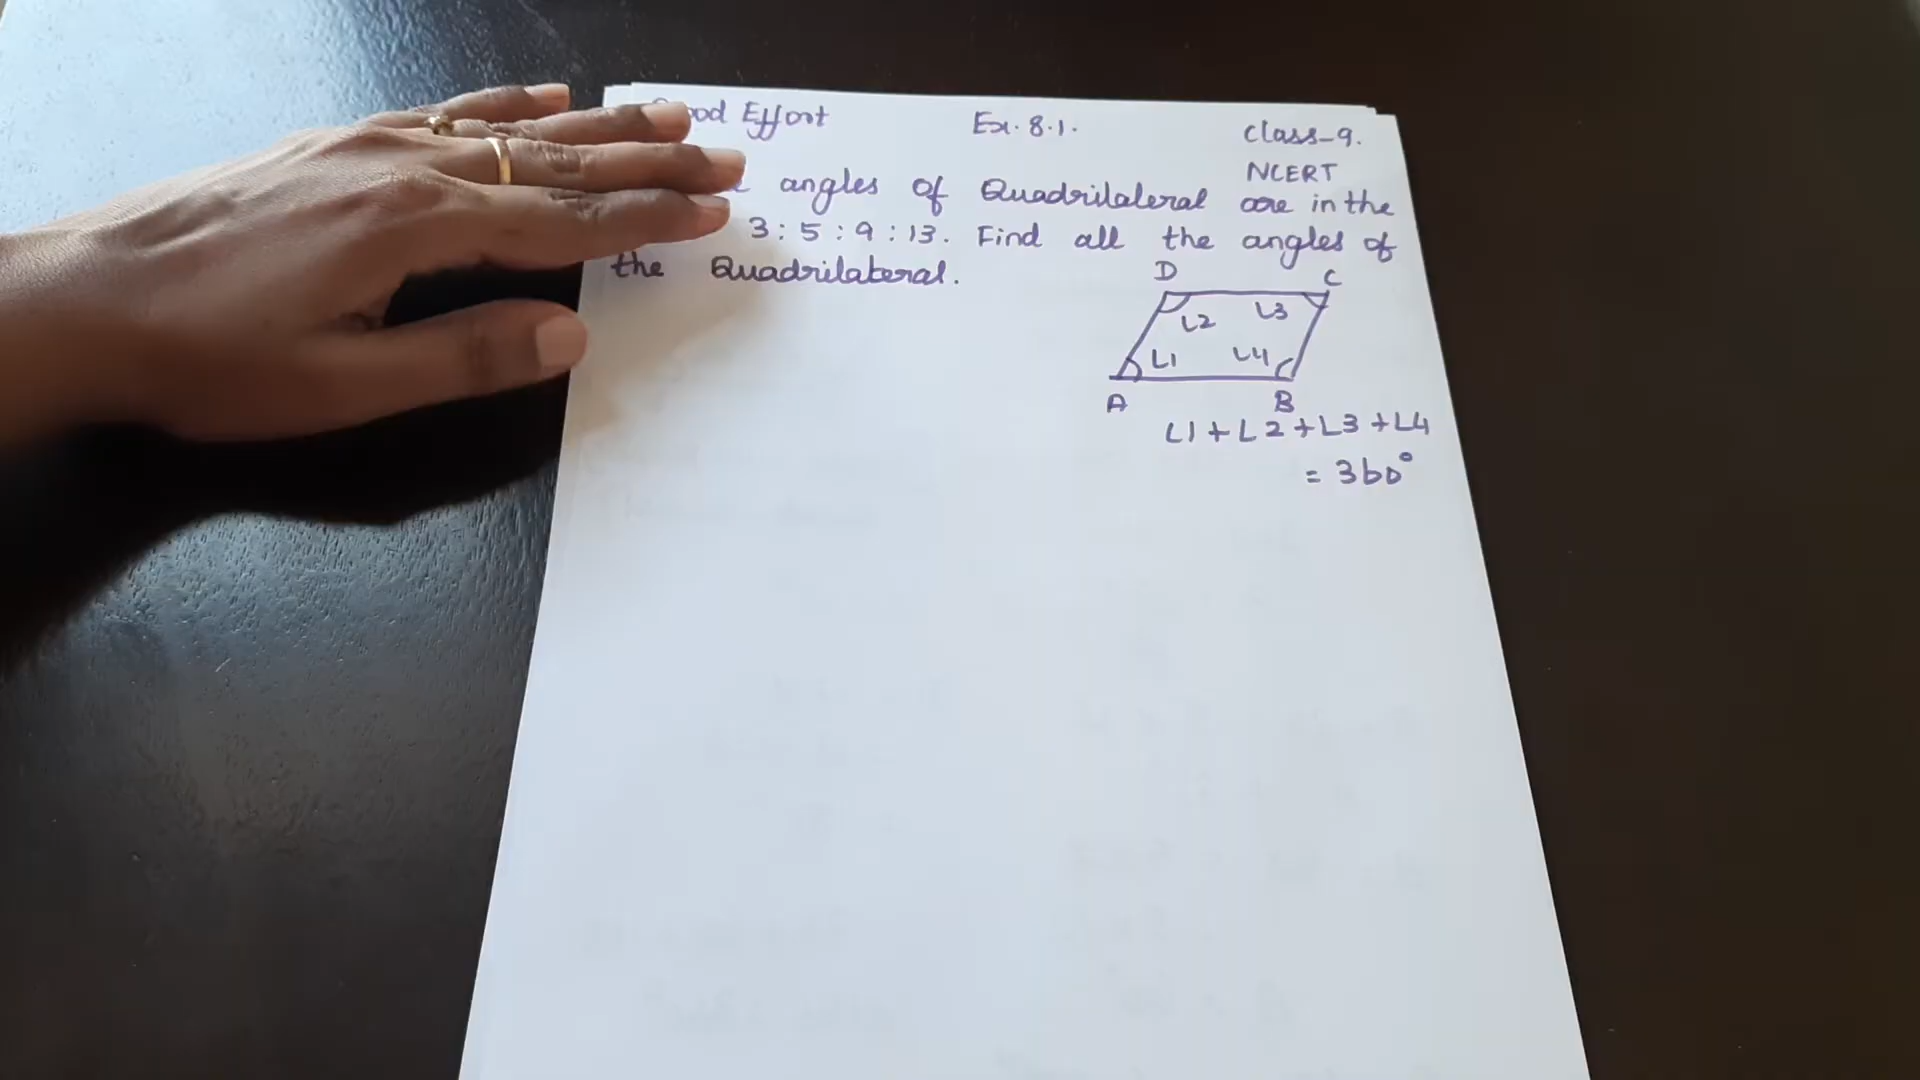 Effort Ex. 8.1. Class-9.
NCERT
angles of Quadrilateral are in the
3 : 5 : 9 : 13. Find all the angles of
the Quadrilateral.
D C
∠2 ∠3
∠1 ∠4
A B
∠1 + ∠2 + ∠3 + ∠4
= 360°